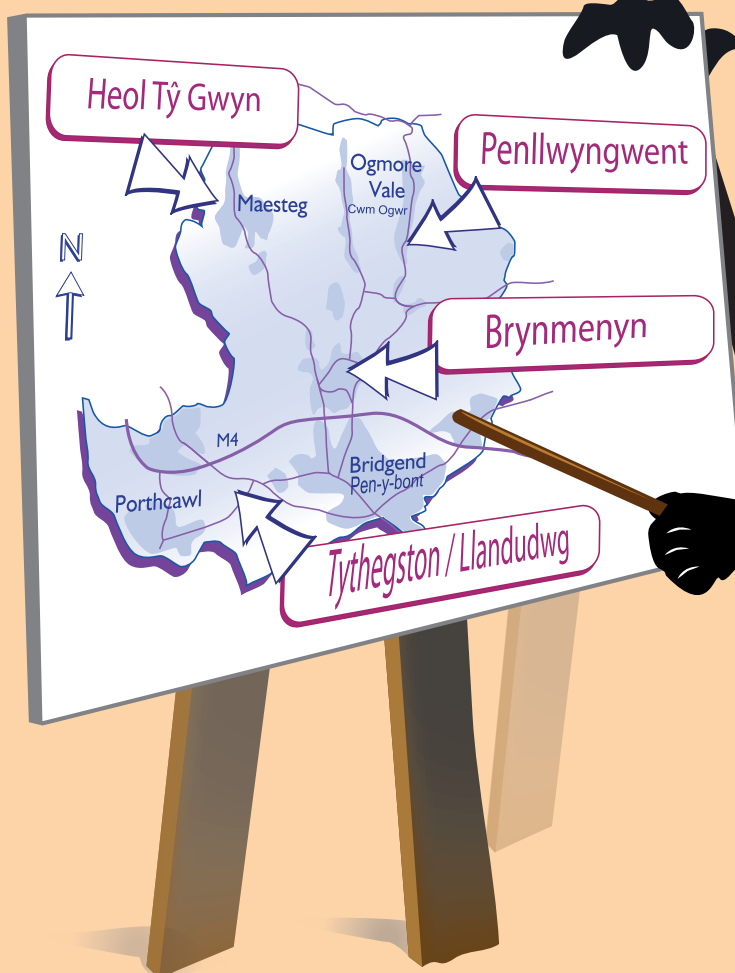 Heol Tŷ Gwyn
Penllwyngwent
Ogmore
Vale
Cwm Ogwr
Maesteg
N
Brynmenyn
M4
Bridgend
Pen-y-bont
Porthcawl
Tythegston / Llandudwg